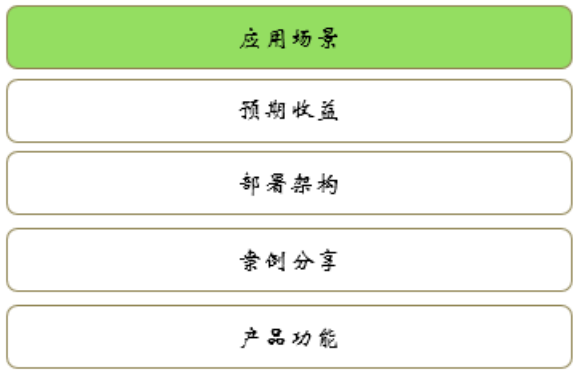 应用场景
预期收益
部署架构
案例分享
产品功能